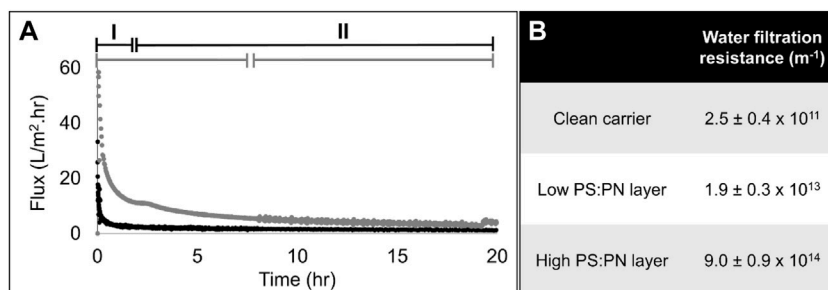 A
I
II
Flux (L/m².hr)
60
40
20
0
0
5
10
15
20
Time (hr)
B
Water filtration
resistance (m⁻¹)
Clean carrier
2.5 ± 0.4 x 10¹¹
Low PS:PN layer
1.9 ± 0.3 x 10¹³
High PS:PN layer
9.0 ± 0.9 x 10¹⁴